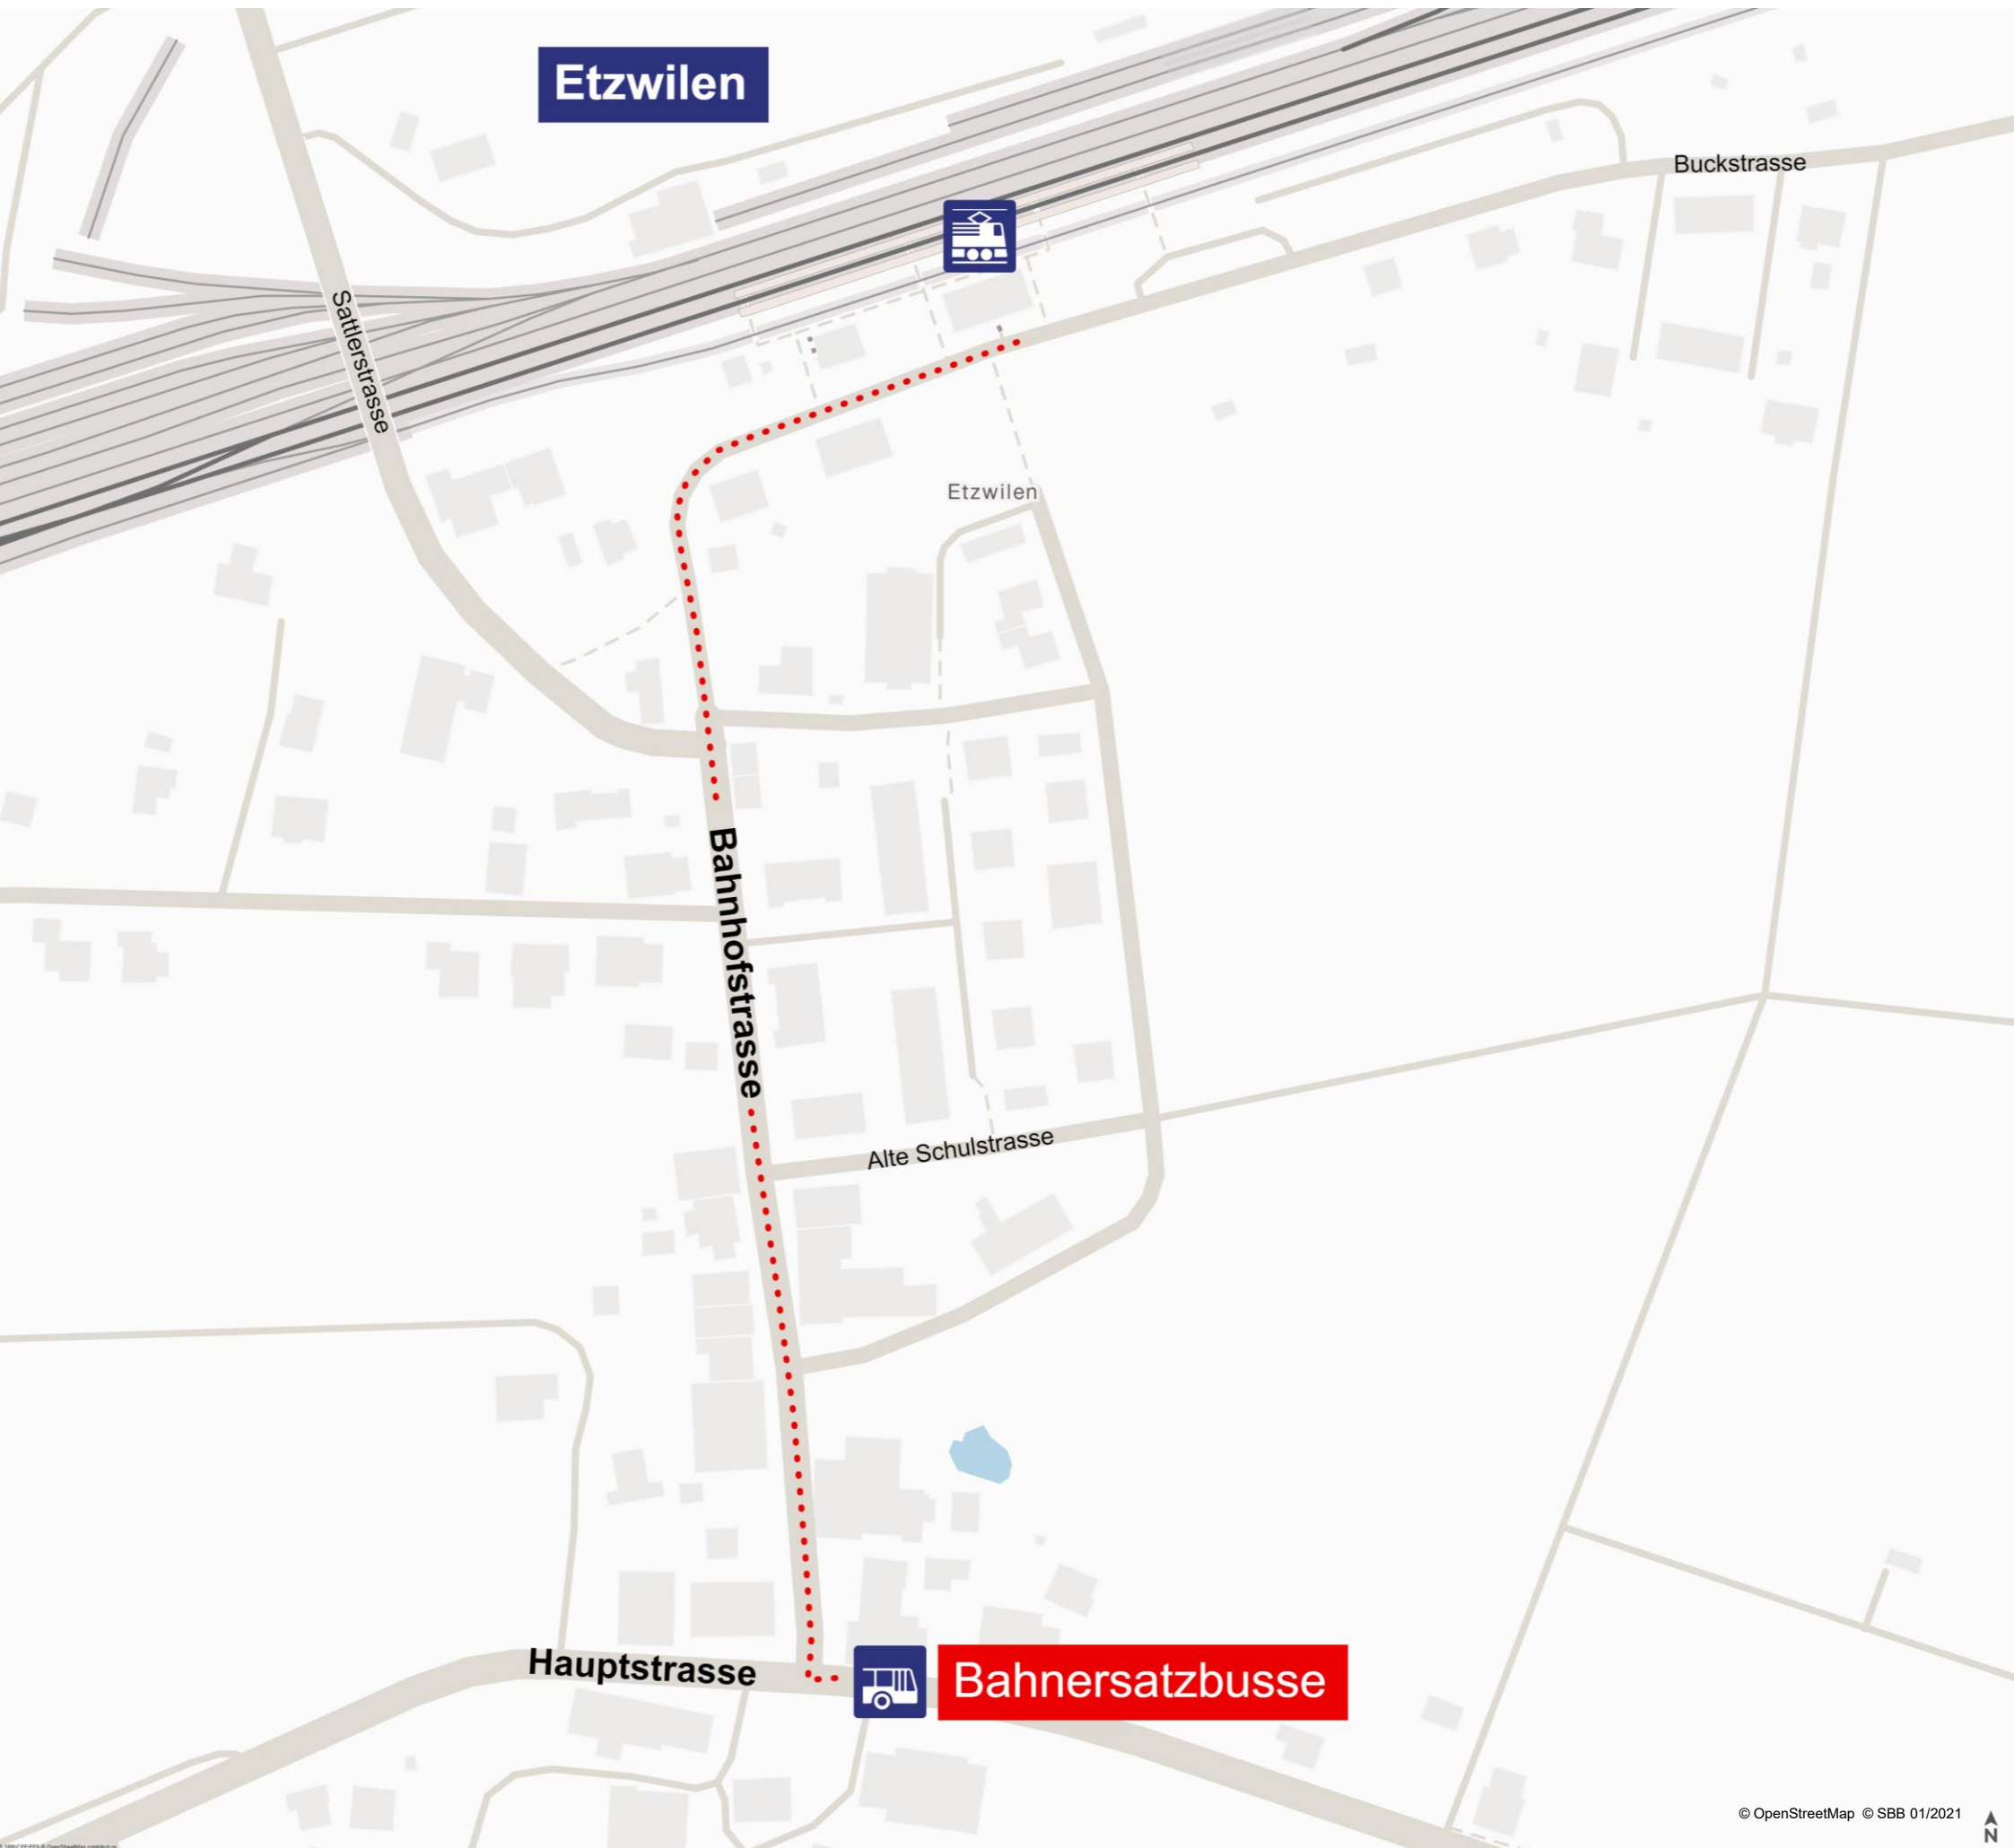 Etzwilen
Buckstrasse
Sattlerstrasse
Etzwilen
Bahnhofstrasse
Alte Schulstrasse
Hauptstrasse
Bahnersatzbusse
© OpenStreetMap © SBB 01/2021
N